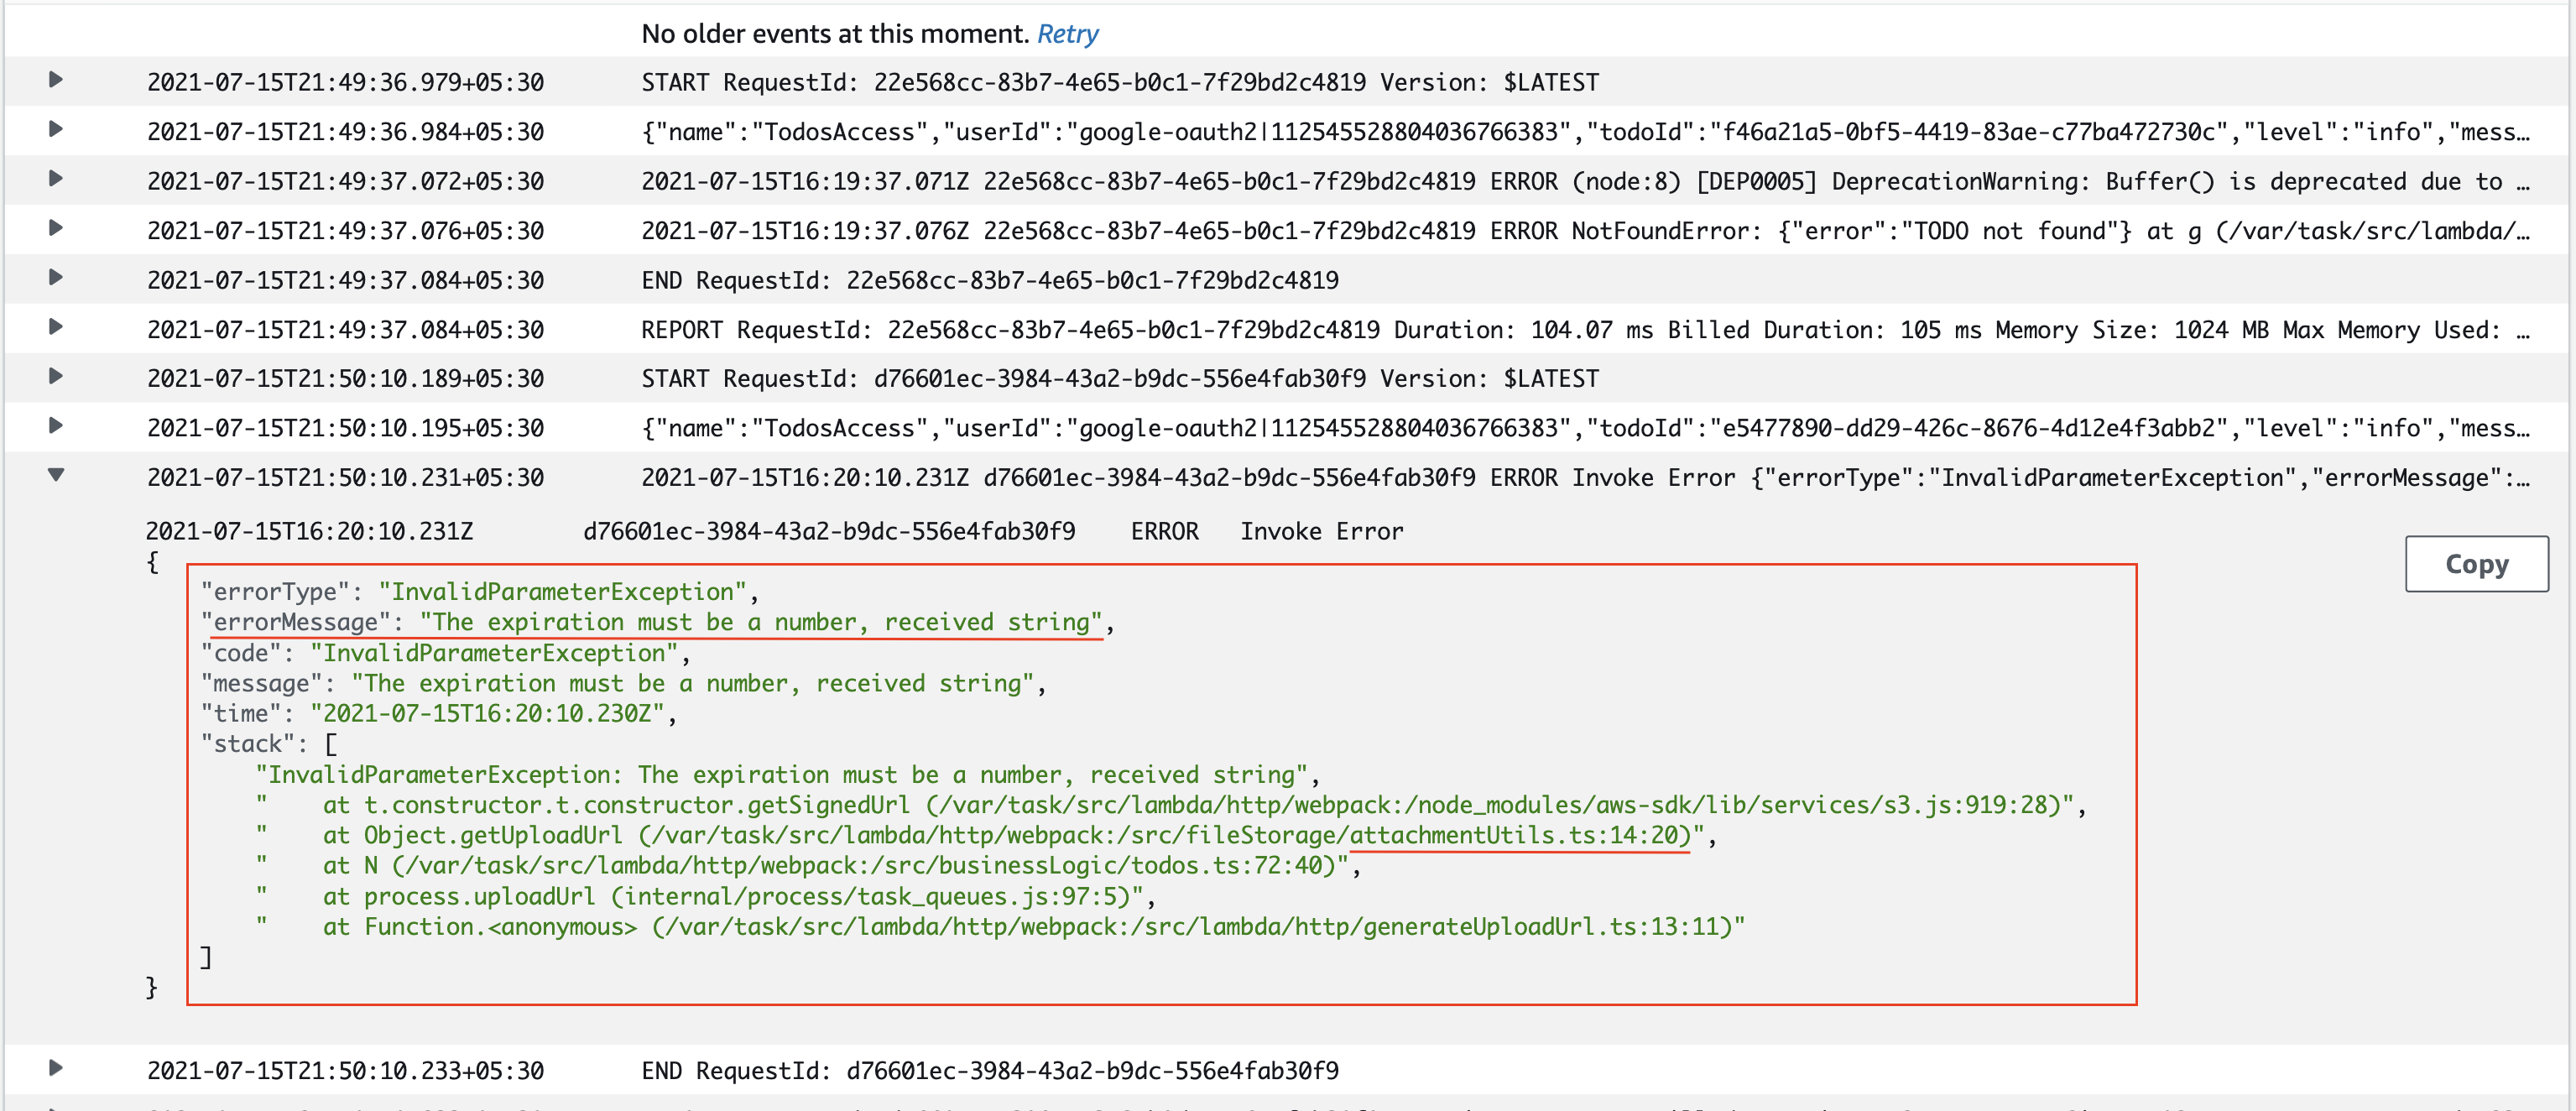 No older events at this moment. Retry
2021-07-15T21:49:36.979+05:30 START RequestId: 22e568cc-83b7-4e65-b0c1-7f29bd2c4819 Version: $LATEST
2021-07-15T21:49:36.984+05:30 {"name":"TodosAccess","userId":"google-oauth2|112545528804036766383","todoId":"f46a21a5-0bf5-4419-83ae-c77ba472730c","level":"info","mess…
2021-07-15T21:49:37.072+05:30 2021-07-15T16:19:37.071Z 22e568cc-83b7-4e65-b0c1-7f29bd2c4819 ERROR (node:8) [DEP0005] DeprecationWarning: Buffer() is deprecated due to …
2021-07-15T21:49:37.076+05:30 2021-07-15T16:19:37.076Z 22e568cc-83b7-4e65-b0c1-7f29bd2c4819 ERROR NotFoundError: {"error":"TODO not found"} at g (/var/task/src/lambda/…
2021-07-15T21:49:37.084+05:30 END RequestId: 22e568cc-83b7-4e65-b0c1-7f29bd2c4819
2021-07-15T21:49:37.084+05:30 REPORT RequestId: 22e568cc-83b7-4e65-b0c1-7f29bd2c4819 Duration: 104.07 ms Billed Duration: 105 ms Memory Size: 1024 MB Max Memory Used: …
2021-07-15T21:50:10.189+05:30 START RequestId: d76601ec-3984-43a2-b9dc-556e4fab30f9 Version: $LATEST
2021-07-15T21:50:10.195+05:30 {"name":"TodosAccess","userId":"google-oauth2|112545528804036766383","todoId":"e5477890-dd29-426c-8676-4d12e4f3abb2","level":"info","mess…
2021-07-15T21:50:10.231+05:30 2021-07-15T16:20:10.231Z d76601ec-3984-43a2-b9dc-556e4fab30f9 ERROR Invoke Error {"errorType":"InvalidParameterException","errorMessage":…
2021-07-15T16:20:10.231Z d76601ec-3984-43a2-b9dc-556e4fab30f9 ERROR Invoke Error
Copy
{
"errorType": "InvalidParameterException",
"errorMessage": "The expiration must be a number, received string",
"code": "InvalidParameterException",
"message": "The expiration must be a number, received string",
"time": "2021-07-15T16:20:10.230Z",
"stack": [
"InvalidParameterException: The expiration must be a number, received string",
" at t.constructor.t.constructor.getSignedUrl (/var/task/src/lambda/http/webpack:/node_modules/aws-sdk/lib/services/s3.js:919:28)",
" at Object.getUploadUrl (/var/task/src/lambda/http/webpack:/src/fileStorage/attachmentUtils.ts:14:20)",
" at N (/var/task/src/lambda/http/webpack:/src/businessLogic/todos.ts:72:40)",
" at process.uploadUrl (internal/process/task_queues.js:97:5)",
" at Function.<anonymous> (/var/task/src/lambda/http/webpack:/src/lambda/http/generateUploadUrl.ts:13:11)"
]
}
2021-07-15T21:50:10.233+05:30 END RequestId: d76601ec-3984-43a2-b9dc-556e4fab30f9